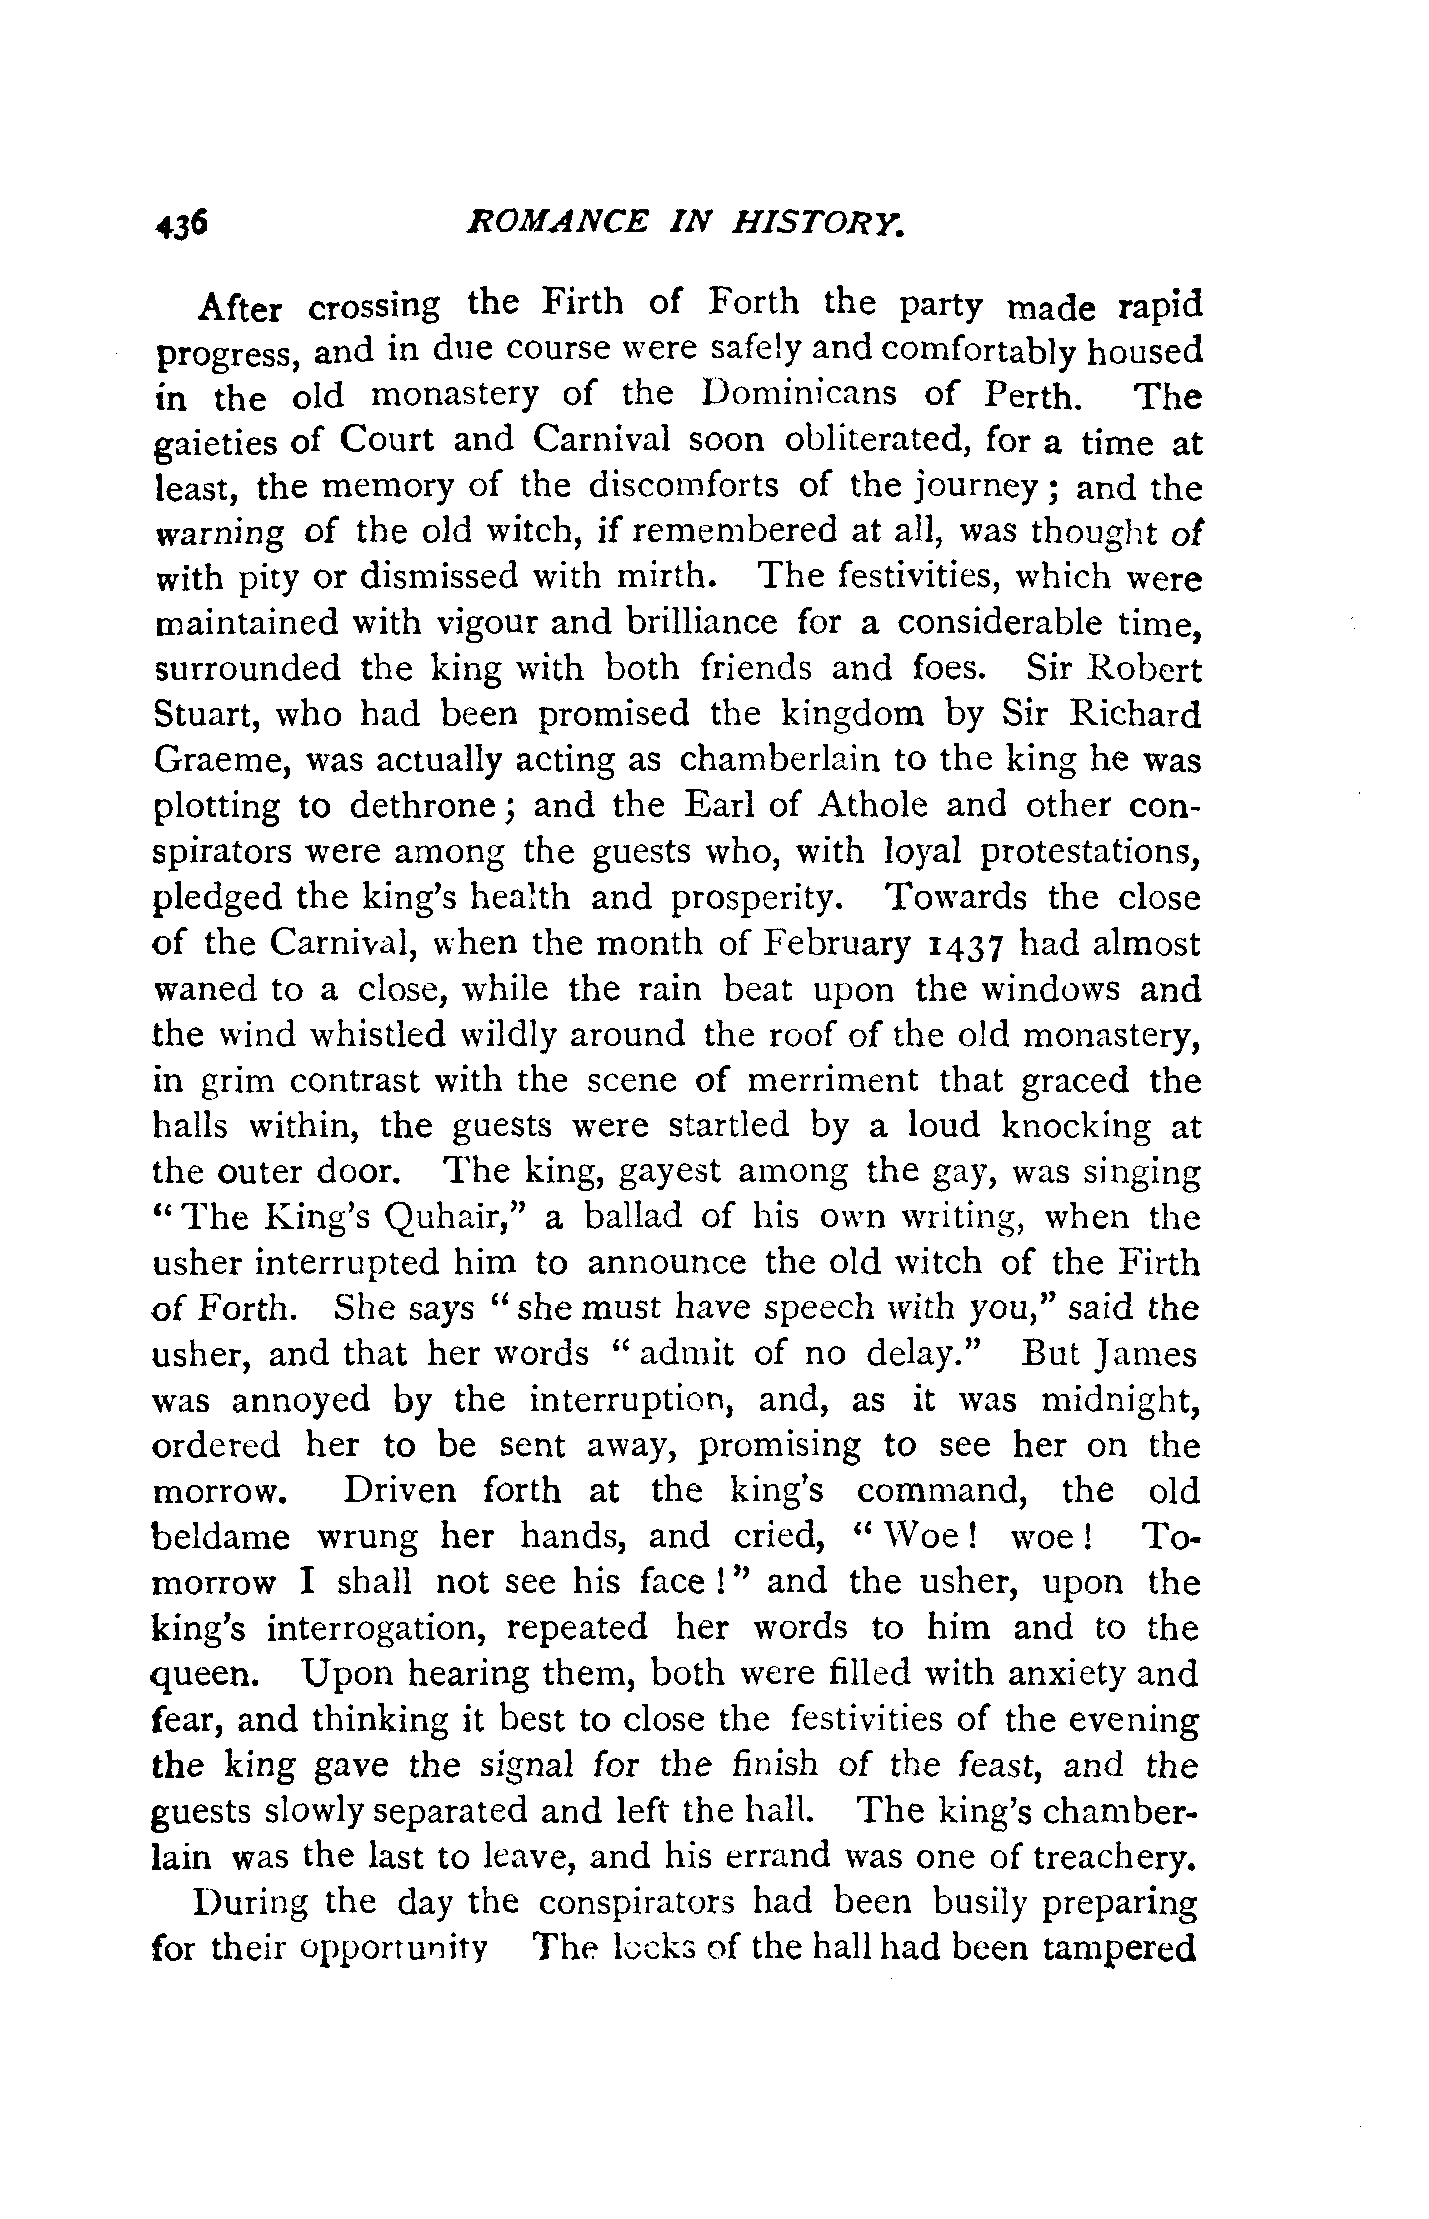 436 ROMANCE IN HISTORY.
After crossing the Firth of Forth the party made rapid
progress, and in due course were safely and comfortably housed
in the old monastery of the Dominicans of Perth. The
gaieties of Court and Carnival soon obliterated, for a time at
least, the memory of the discomforts of the journey; and the
warning of the old witch, if remembered at all, was thought of
with pity or dismissed with mirth. The festivities, which were
maintained with vigour and brilliance for a considerable time,
surrounded the king with both friends and foes. Sir Robert
Stuart, who had been promised the kingdom by Sir Richard
Graeme, was actually acting as chamberlain to the king he was
plotting to dethrone; and the Earl of Athole and other con-
spirators were among the guests who, with loyal protestations,
pledged the king's health and prosperity. Towards the close
of the Carnival, when the month of February 1437 had almost
waned to a close, while the rain beat upon the windows and
the wind whistled wildly around the roof of the old monastery,
in grim contrast with the scene of merriment that graced the
halls within, the guests were startled by a loud knocking at
the outer door. The king, gayest among the gay, was singing
"The King's Quhair," a ballad of his own writing, when the
usher interrupted him to announce the old witch of the Firth
of Forth. She says "she must have speech with you," said the
usher, and that her words "admit of no delay." But James
was annoyed by the interruption, and, as it was midnight,
ordered her to be sent away, promising to see her on the
morrow. Driven forth at the king's command, the old
beldame wrung her hands, and cried, "Woe! woe! To-
morrow I shall not see his face!" and the usher, upon the
king's interrogation, repeated her words to him and to the
queen. Upon hearing them, both were filled with anxiety and
fear, and thinking it best to close the festivities of the evening
the king gave the signal for the finish of the feast, and the
guests slowly separated and left the hall. The king's chamber-
lain was the last to leave, and his errand was one of treachery.
During the day the conspirators had been busily preparing
for their opportunity The locks of the hall had been tampered